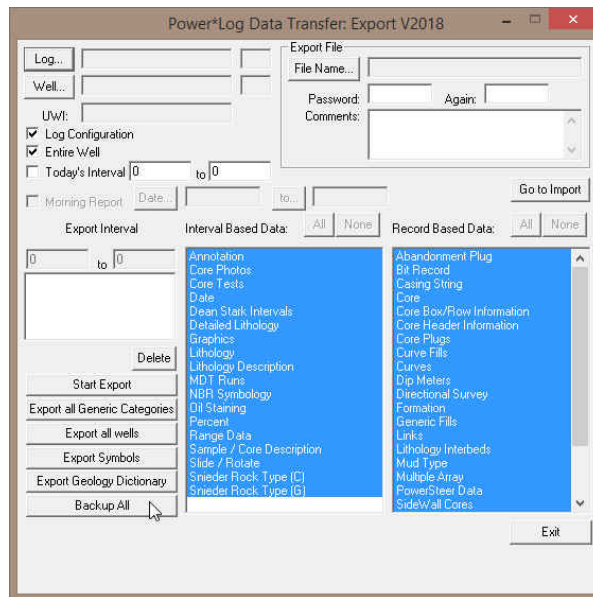 Power*Log Data Transfer: Export V2018
Log...
Well...
UWI:
Log Configuration
Entire Well
Today's Interval 0 to 0
Morning Report Date... to...
Export File
File Name...
Password: Again:
Comments:
Go to Import
Export Interval
0 to 0
Delete
Start Export
Export all Generic Categories
Export all wells
Export Symbols
Export Geology Dictionary
Backup All
Interval Based Data: All None
Annotation
Core Photos
Core Tests
Date
Dean Stark Intervals
Detailed Lithology
Graphics
Lithology
Lithology Description
MDT Runs
NBR Symbology
Oil Staining
Percent
Range Data
Sample / Core Description
Slide / Rotate
Snieder Rock Type (C)
Snieder Rock Type (G)
Record Based Data: All None
Abandonment Plug
Bit Record
Casing String
Core
Core Box/Row Information
Core Header Information
Core Plugs
Curve Fills
Curves
Dip Meters
Directional Survey
Formation
Generic Fills
Links
Lithology Interbeds
Mud Type
Multiple Array
PowerSteer Data
SideWall Cores
Exit